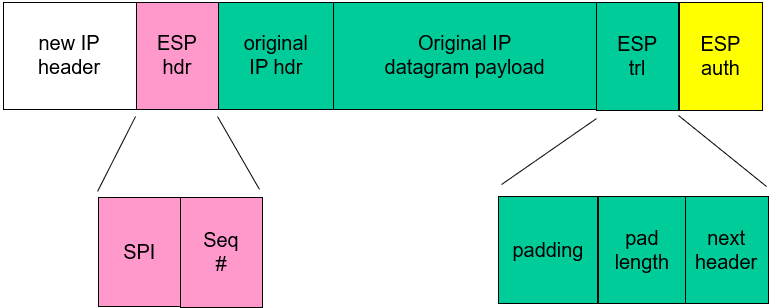 new IP
header
ESP
hdr
original
IP hdr
Original IP
datagram payload
ESP
trl
ESP
auth
SPI
Seq
#
padding
pad
length
next
header